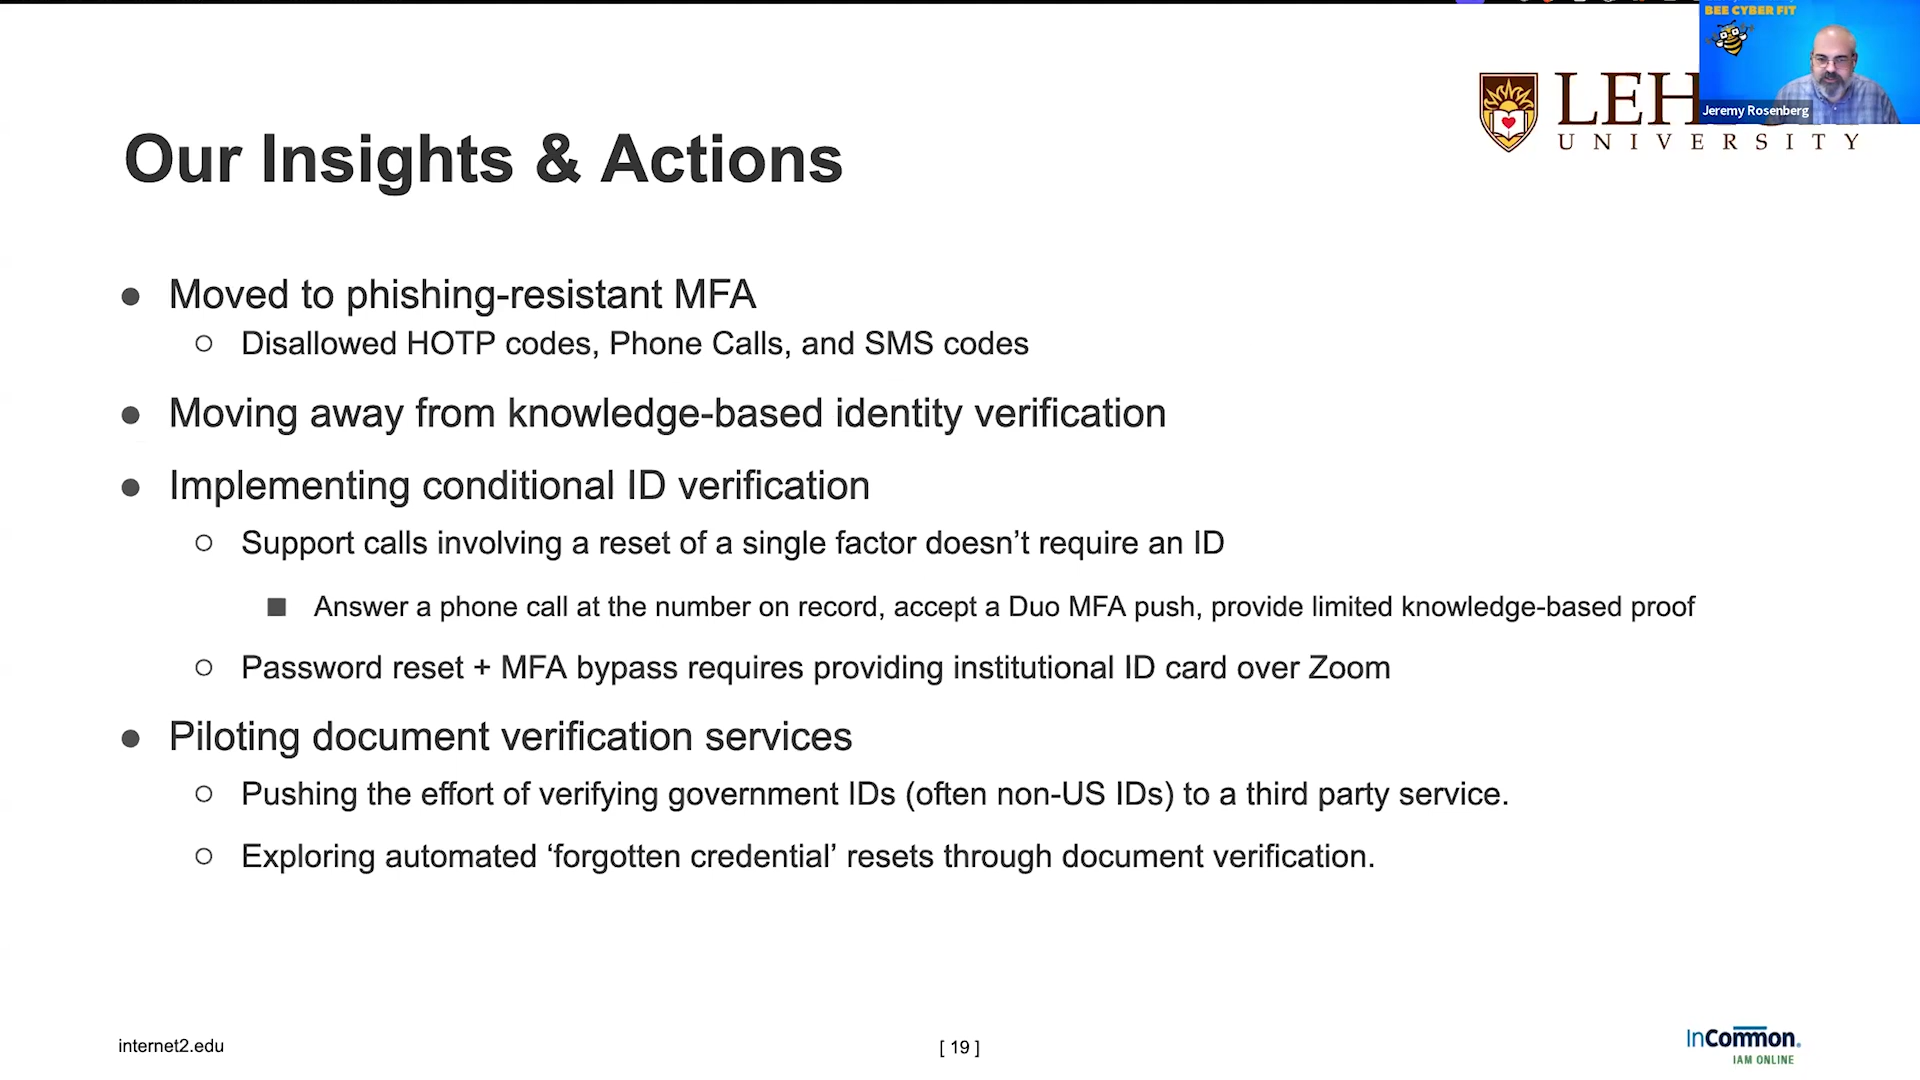 BEE CYBER FIT
Jeremy Rosenberg
LEH
UNIVERSITY
Our Insights & Actions
● Moved to phishing-resistant MFA
○ Disallowed HOTP codes, Phone Calls, and SMS codes
● Moving away from knowledge-based identity verification
● Implementing conditional ID verification
○ Support calls involving a reset of a single factor doesn’t require an ID
■ Answer a phone call at the number on record, accept a Duo MFA push, provide limited knowledge-based proof
○ Password reset + MFA bypass requires providing institutional ID card over Zoom
● Piloting document verification services
○ Pushing the effort of verifying government IDs (often non-US IDs) to a third party service.
○ Exploring automated ‘forgotten credential’ resets through document verification.
internet2.edu
[ 19 ]
InCommon.
IAM ONLINE